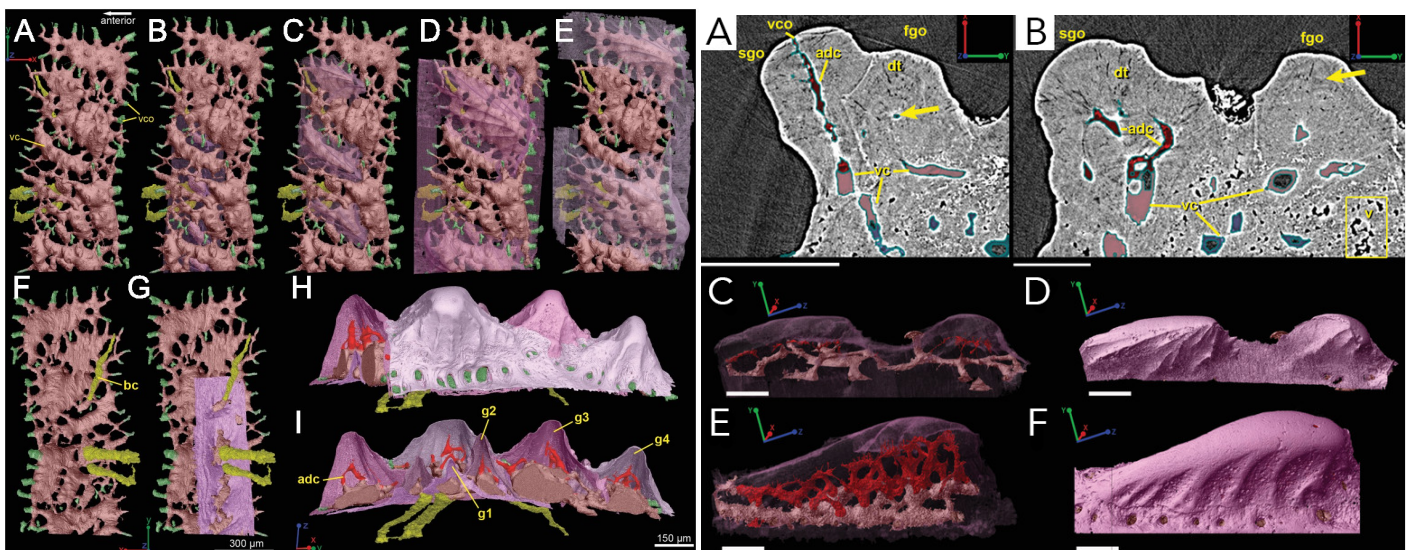 anterior
A B C D E
y
z x
vco
vc
F G H
bc
I
g2
g3
g4
adc
g1
z
x y
x
y
300 µm
150 µm
A
vco
sgo
fgo
adc
dt
vc
x
z y
B
sgo
fgo
dt
adc
vc
v
x
z y
C
Y
X
Z
D
Y
X
Z
E
Y
X
Z
F
Y
X
Z